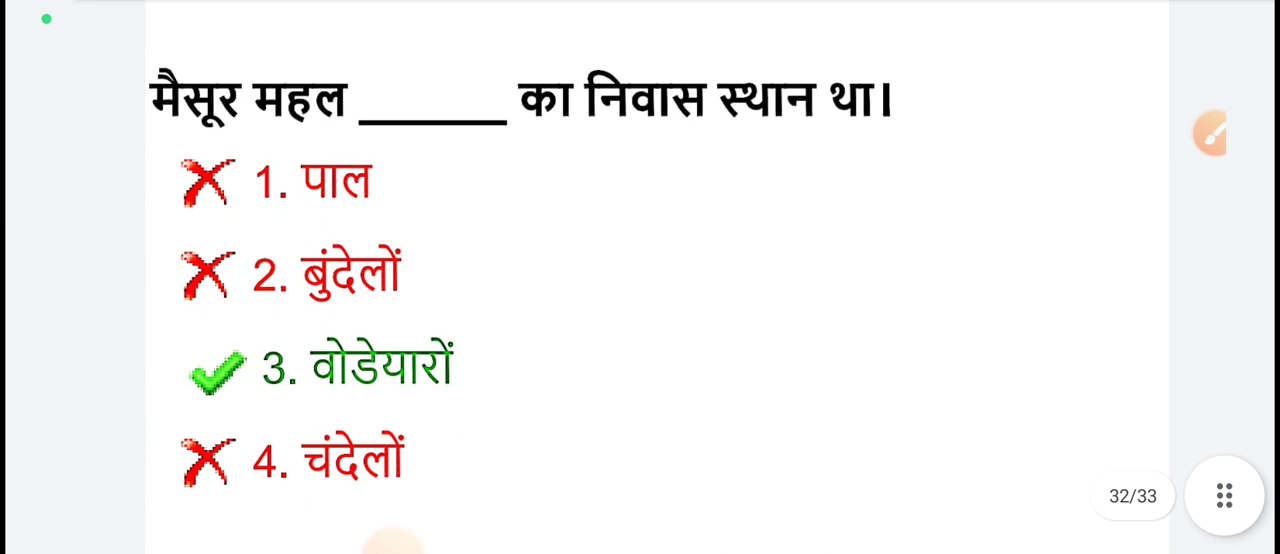 मैसूर महल ______ का निवास स्थान था।
1. पाल
2. बुंदेलों
3. वोडेयारों
4. चंदेलों
32/33